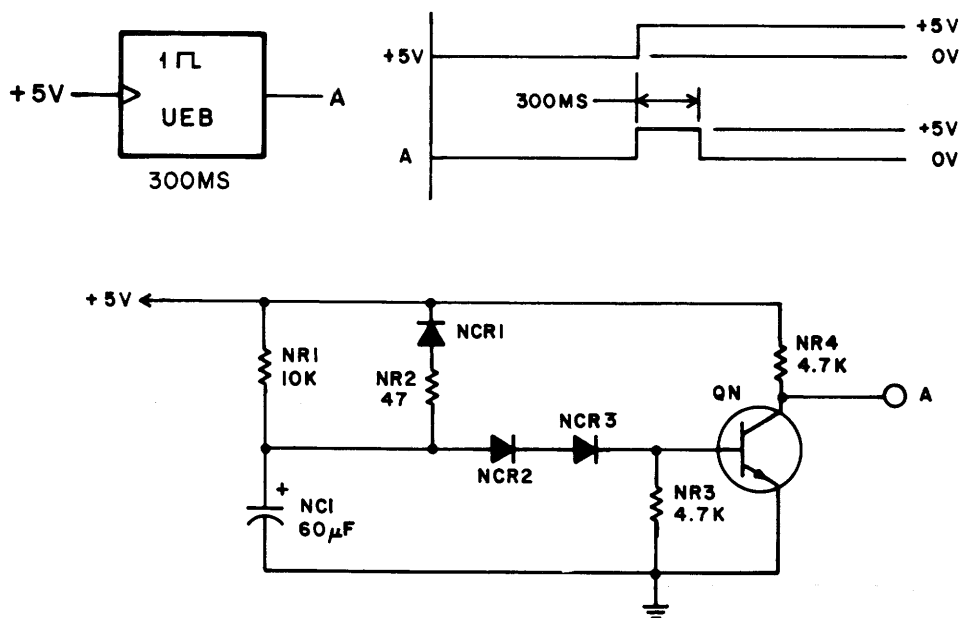 1
+5V
UEB
A
300MS
+5V
+5V
0V
300MS
A
+5V
0V
+5V
NR1
10K
NCR1
NR2
47
NR4
4.7K
QN
A
NCR3
NCR2
NR3
4.7K
+
NC1
60µF